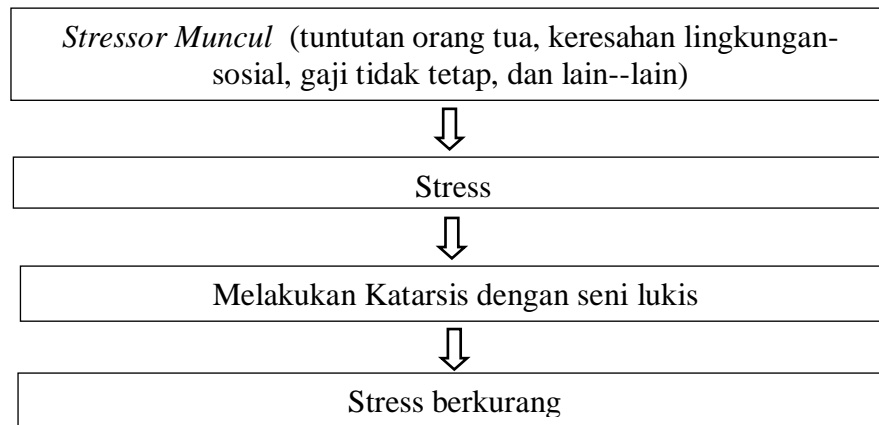 Stressor Muncul (tuntutan orang tua, keresahan lingkungan-
sosial, gaji tidak tetap, dan lain--lain)
Stress
Melakukan Katarsis dengan seni lukis
Stress berkurang